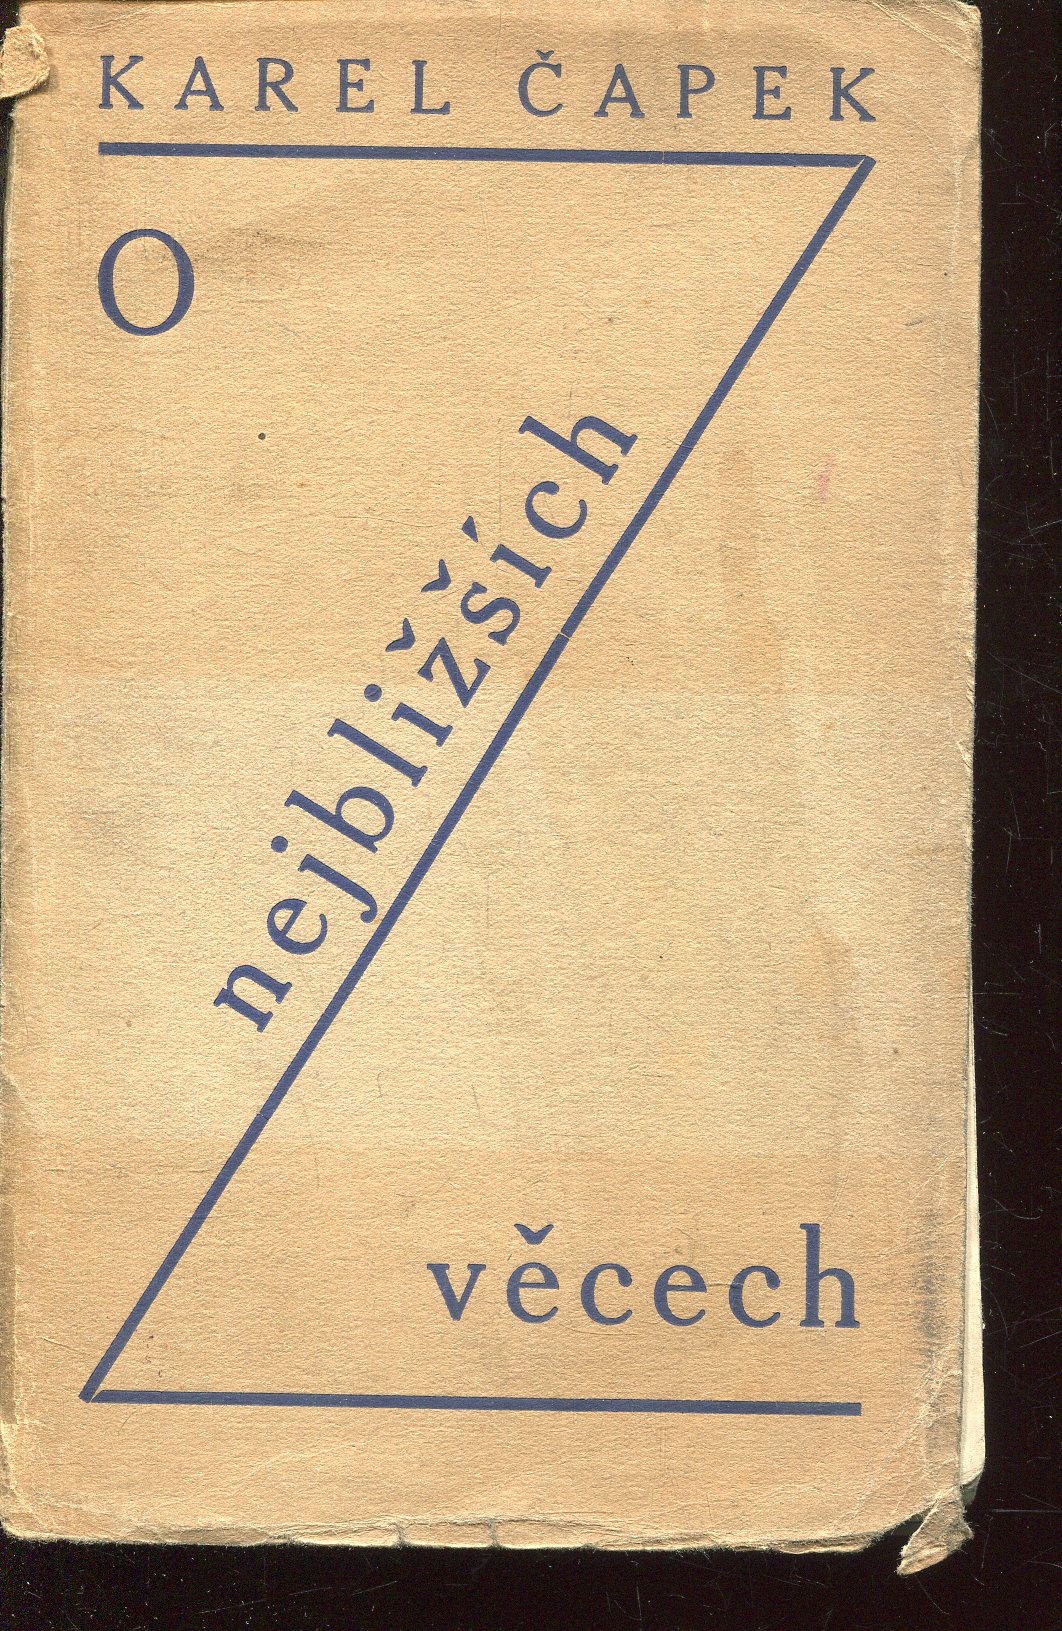 KAREL ČAPEK
O
nejbližších
věcech